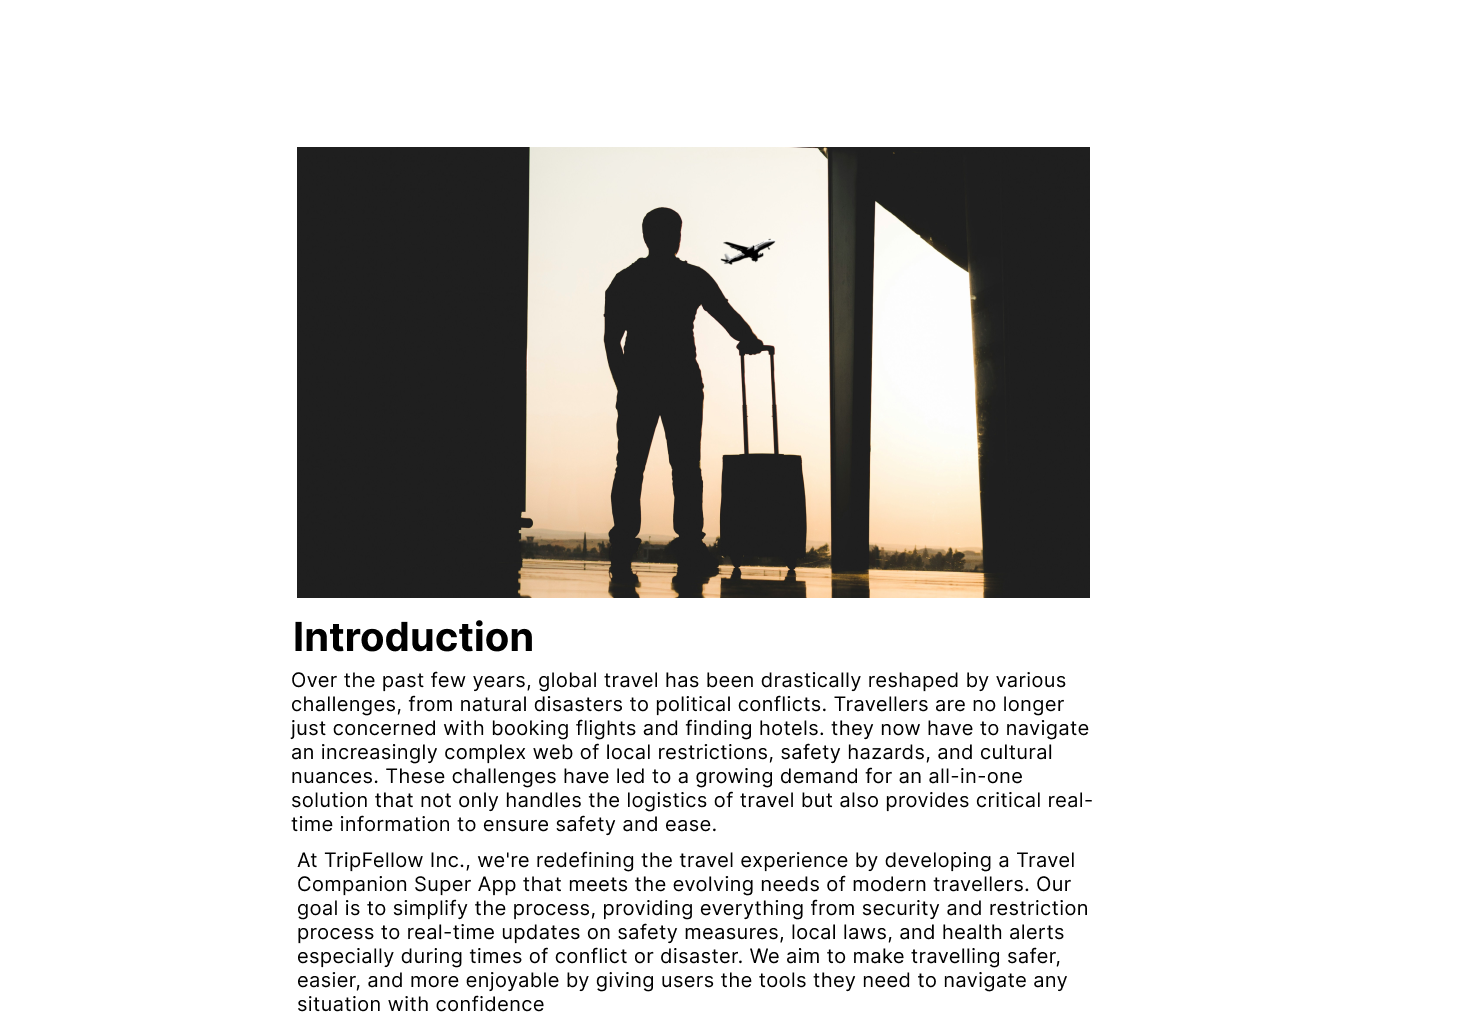 Introduction
Over the past few years, global travel has been drastically reshaped by various
challenges, from natural disasters to political conflicts. Travellers are no longer
just concerned with booking flights and finding hotels. they now have to navigate
an increasingly complex web of local restrictions, safety hazards, and cultural
nuances. These challenges have led to a growing demand for an all-in-one
solution that not only handles the logistics of travel but also provides critical real-
time information to ensure safety and ease.
At TripFellow Inc., we're redefining the travel experience by developing a Travel
Companion Super App that meets the evolving needs of modern travellers. Our
goal is to simplify the process, providing everything from security and restriction
process to real-time updates on safety measures, local laws, and health alerts
especially during times of conflict or disaster. We aim to make travelling safer,
easier, and more enjoyable by giving users the tools they need to navigate any
situation with confidence